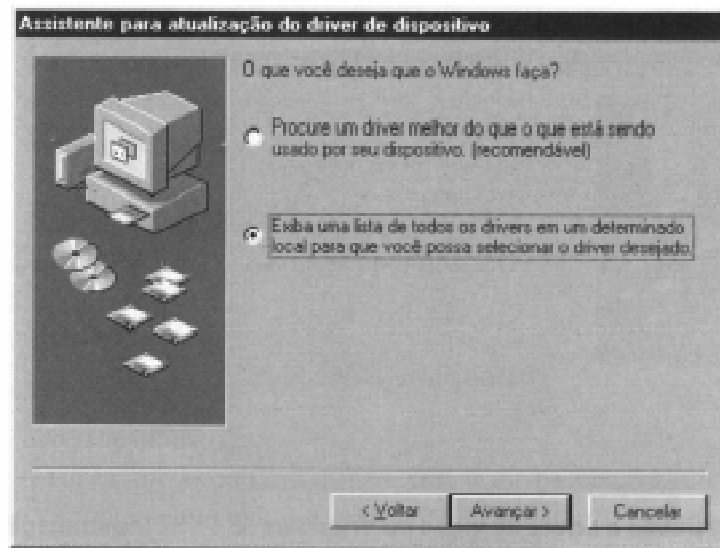 Assistente para atualização do driver de dispositivo
O que você deseja que o Windows faça?
Procure um driver melhor do que o que está sendo
usado por seu dispositivo. (recomendável)
Exiba uma lista de todos os drivers em um determinado
local para que você possa selecionar o driver desejado.
< Voltar
Avançar >
Cancelar